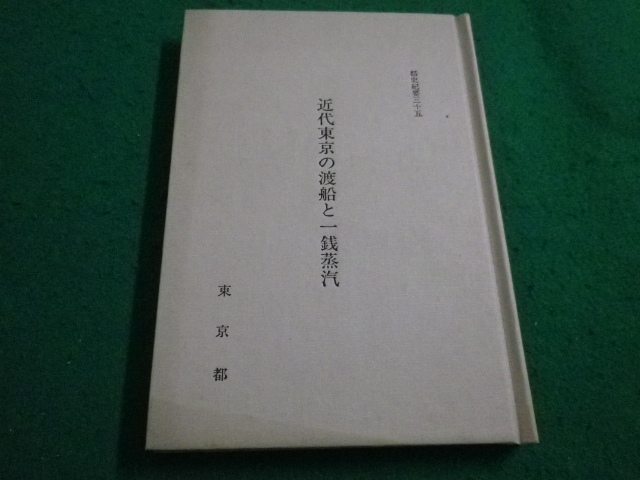 都史紀要三十五
近代東京の渡船と一銭蒸汽
東京都